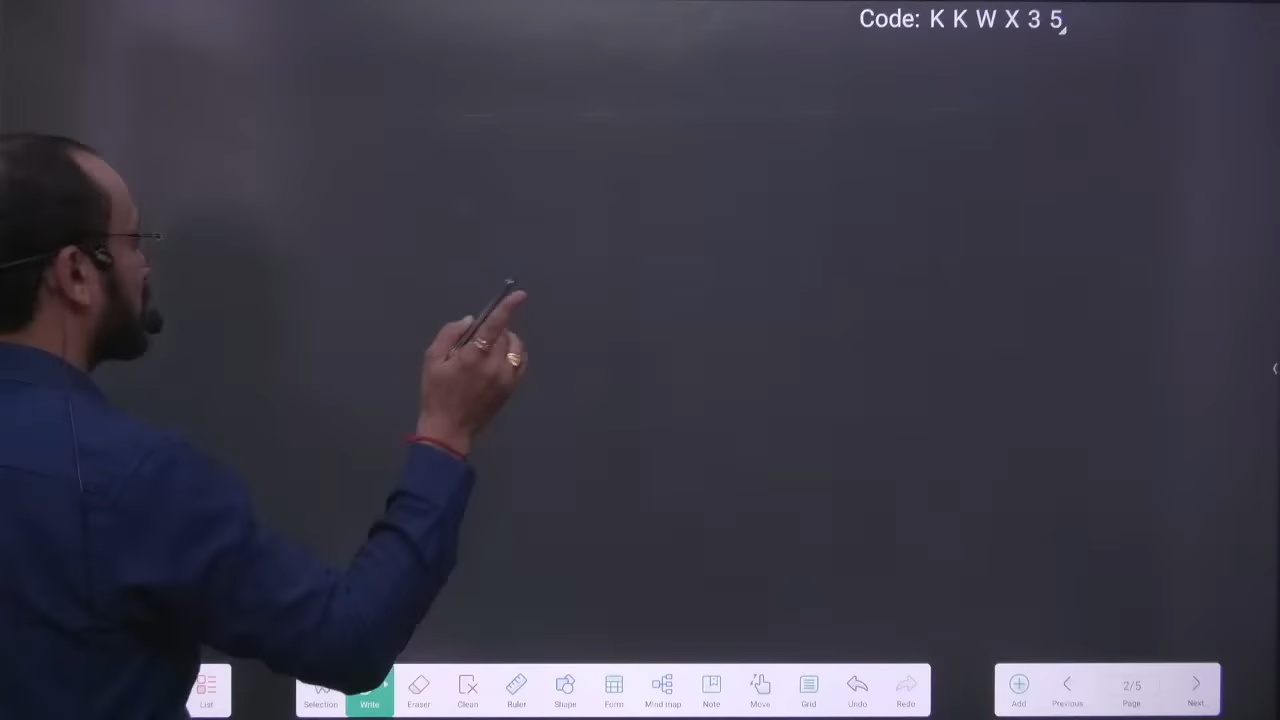 Code: K K W X 3 5
List
Selection Write Eraser Clean Ruler Shape Form Mind map Note Move Grid Undo Redo
Add Previous 2/5 Page Next